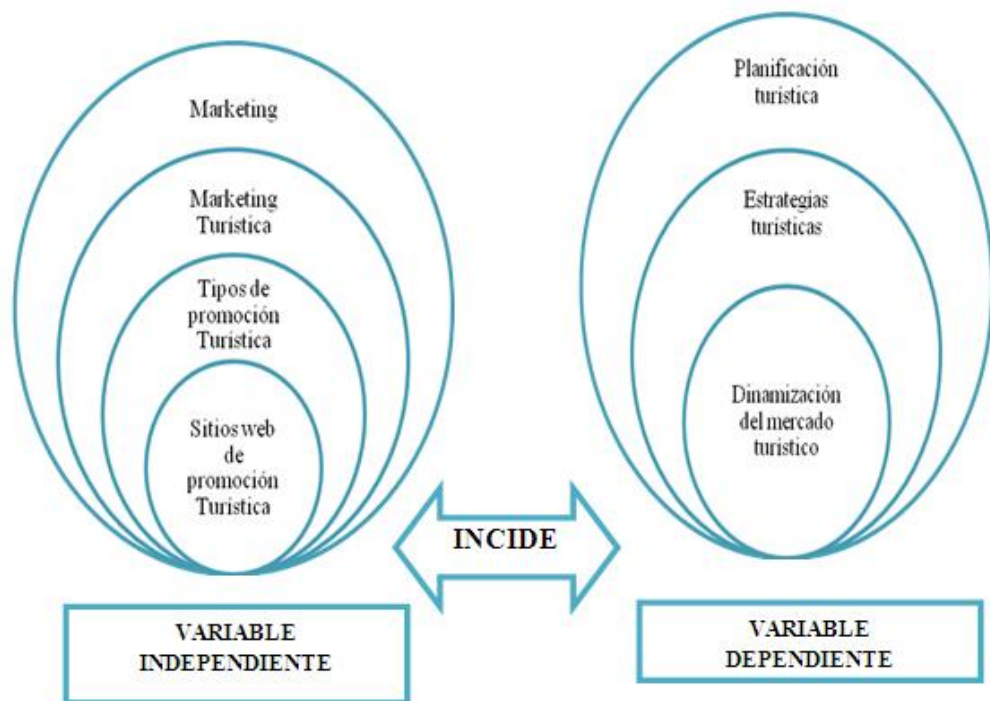 Marketing
Marketing
Turística
Tipos de
promoción
Turística
Sitios web
de
promoción
Turística
Planificación
turística
Estrategias
turísticas
Dinamización
del mercado
turístico
INCIDE
VARIABLE
INDEPENDIENTE
VARIABLE
DEPENDIENTE